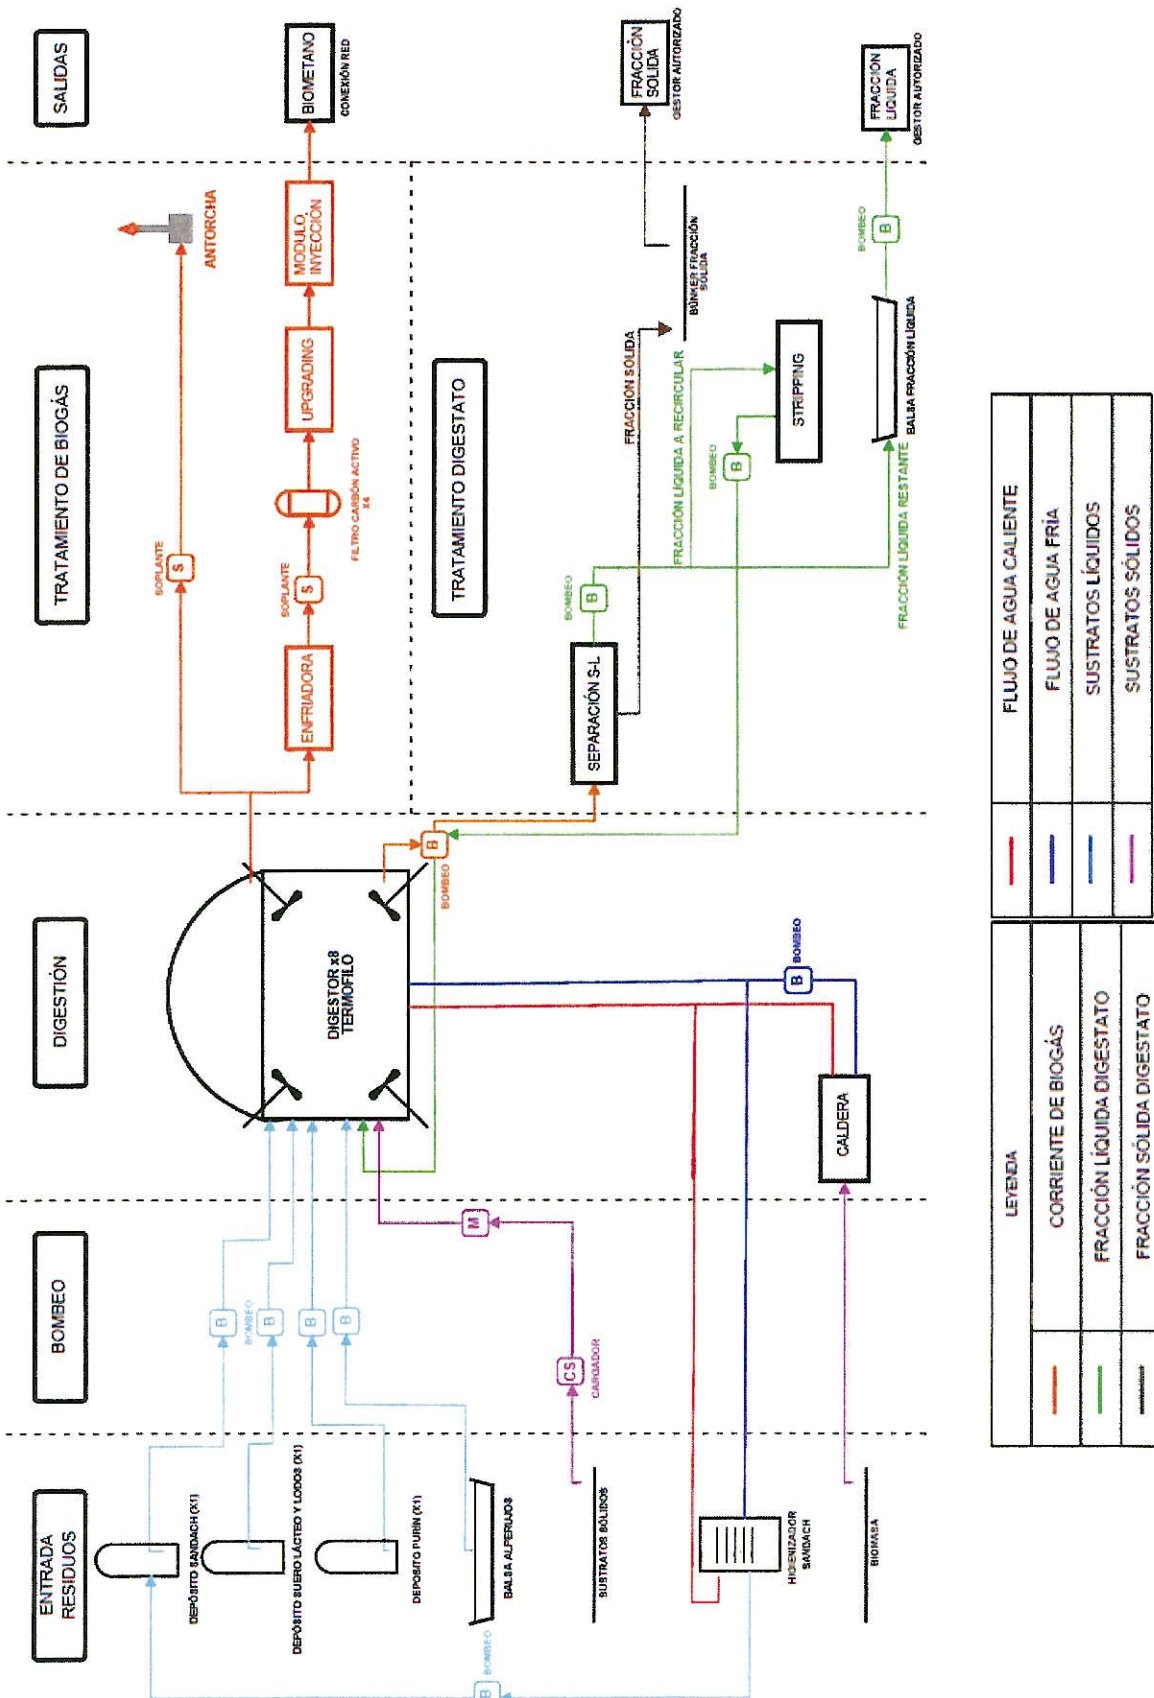 ENTRADA
RESIDUOS
BOMBEO
DIGESTIÓN
TRATAMIENTO DE BIOGÁS
SALIDAS
DEPÓSITO SANDACH (X1)
DEPÓSITO SUERO LÁCTEO Y LODOS (X1)
DEPOSITO PURÍN (X1)
BALSA ALPERUJOS
SUSTRATOS SÓLIDOS
HIGIENIZADOR
SANDACH
BIOMASA
B
BOMBEO
B
BOMBEO
B
B
B
CS
CARGADOR
M
DIGESTOR x8
TERMOFILO
B
BOMBEO
B
BOMBEO
CALDERA
SOPLANTE
S
ANTORCHA
ENFRIADORA
SOPLANTE
S
FILTRO CARBÓN ACTIVO
X4
UPGRADING
MODULO
INYECCIÓN
BIOMETANO
CONEXIÓN RED
TRATAMIENTO DIGESTATO
SEPARACIÓN S-L
BOMBEO
B
FRACCIÓN SÓLIDA
BÚNKER FRACCIÓN
SÓLIDA
FRACCIÓN
SOLIDA
GESTOR AUTORIZADO
FRACCIÓN LÍQUIDA A RECIRCULAR
BOMBEO
B
STRIPPING
FRACCIÓN LÍQUIDA RESTANTE
BALSA FRACCIÓN LÍQUIDA
BOMBEO
B
FRACCIÓN
LÍQUIDA
GESTOR AUTORIZADO
LEYENDA
CORRIENTE DE BIOGÁS
FRACCIÓN LÍQUIDA DIGESTATO
FRACCIÓN SÓLIDA DIGESTATO
FLUJO DE AGUA CALIENTE
FLUJO DE AGUA FRÍA
SUSTRATOS LÍQUIDOS
SUSTRATOS SÓLIDOS